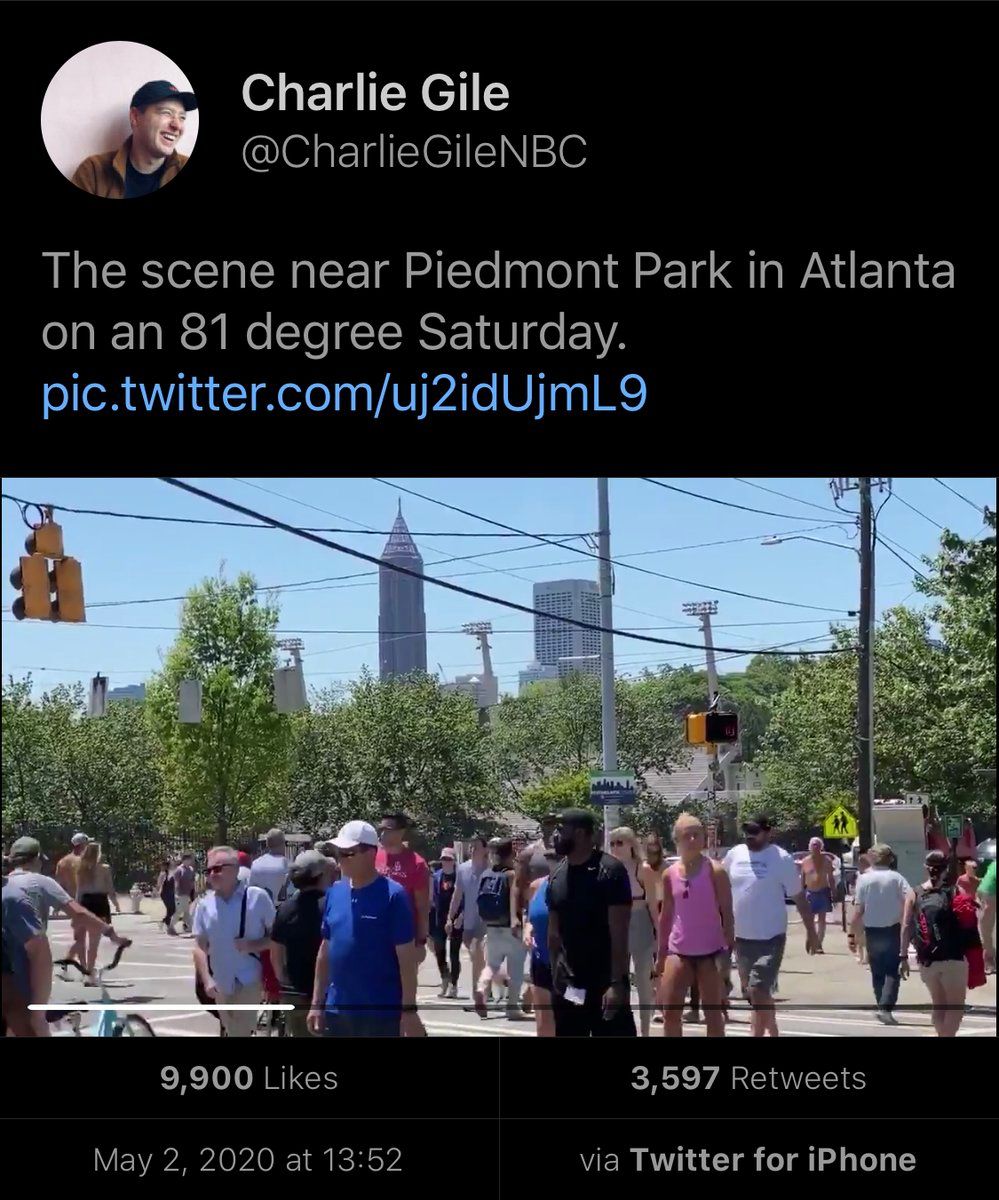 Charlie Gile
@CharlieGileNBC
The scene near Piedmont Park in Atlanta
on an 81 degree Saturday.
pic.twitter.com/uj2idUjmL9
9,900 Likes
3,597 Retweets
May 2, 2020 at 13:52
via Twitter for iPhone